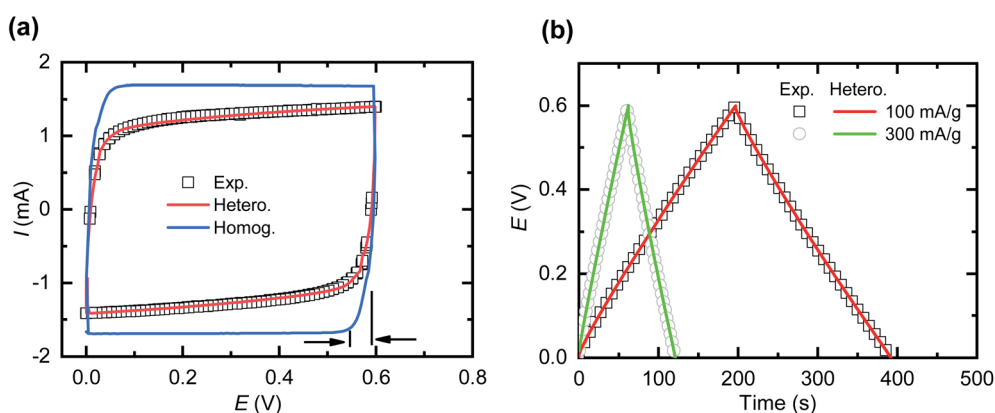 (a)
2
1
0
-1
-2
I (mA)
Exp.
Hetero.
Homog.
0.0 0.2 0.4 0.6 0.8
E (V)
(b)
0.8
0.6
0.4
0.2
0.0
E (V)
Exp. Hetero.
100 mA/g
300 mA/g
0 100 200 300 400 500
Time (s)